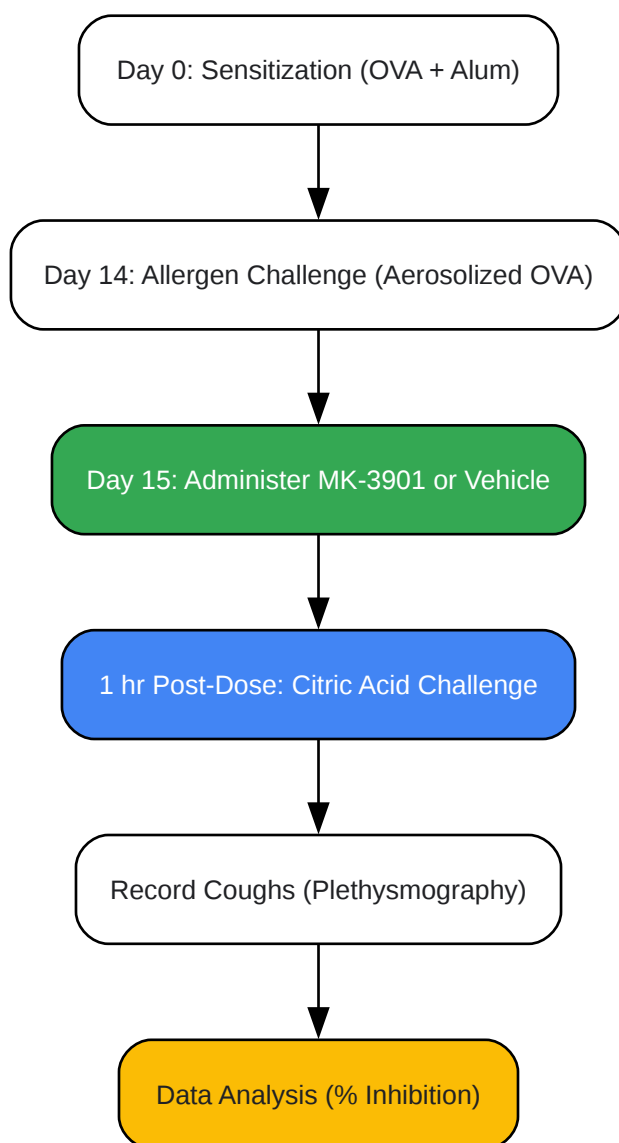 Day 0: Sensitization (OVA + Alum)
Day 14: Allergen Challenge (Aerosolized OVA)
Day 15: Administer MK-3901 or Vehicle
1 hr Post-Dose: Citric Acid Challenge
Record Coughs (Plethysmography)
Data Analysis (% Inhibition)